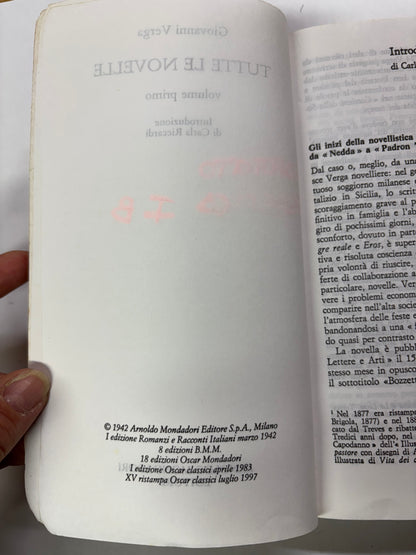 Giovanni Verga
TUTTE LE NOVELLE
volume primo
Introduzione
di Carla Riccardi
© 1942 Arnoldo Mondadori Editore S.p.A., Milano
I edizione Romanzi e Racconti Italiani marzo 1942
8 edizioni B.M.M.
18 edizioni Oscar Mondadori
I edizione Oscar classici aprile 1983
XV ristampa Oscar classici luglio 1997
Introd
di Carl
Gli inizi della novellistica
da « Nedda » a « Padron
Dal caso o, meglio, da un
sce Verga novelliere: nel g
tuoso soggiorno milanese
talizio in Sicilia, lo scritt
scoraggiamento grave al p
finitivo in famiglia e l'ab
giro di pochissimi giorni,
sconforto, dovuto in part
gre reale e Eros, è supe
tiva e risoluta coscienza
pria volontà di riuscire,
ferte di collaborazione a
particolare, novelle. Ver
vere i problemi econom
comparire nell'alta socie
l'atmosfera delle feste e
bandonandosi a una «
do quasi per contrasto
La novella è pubbl
Lettere e Arti » il 15
stesso mese in opusco
il sottotitolo «Bozzet
¹ Nel 1877 era ristampa
Brigola, 1877) e nel 18
cato dal Treves e ribatt
Tredici anni dopo, nel
Capodanno » dell'« Illus
pastore con disegni di A
illustrata di Vita dei c